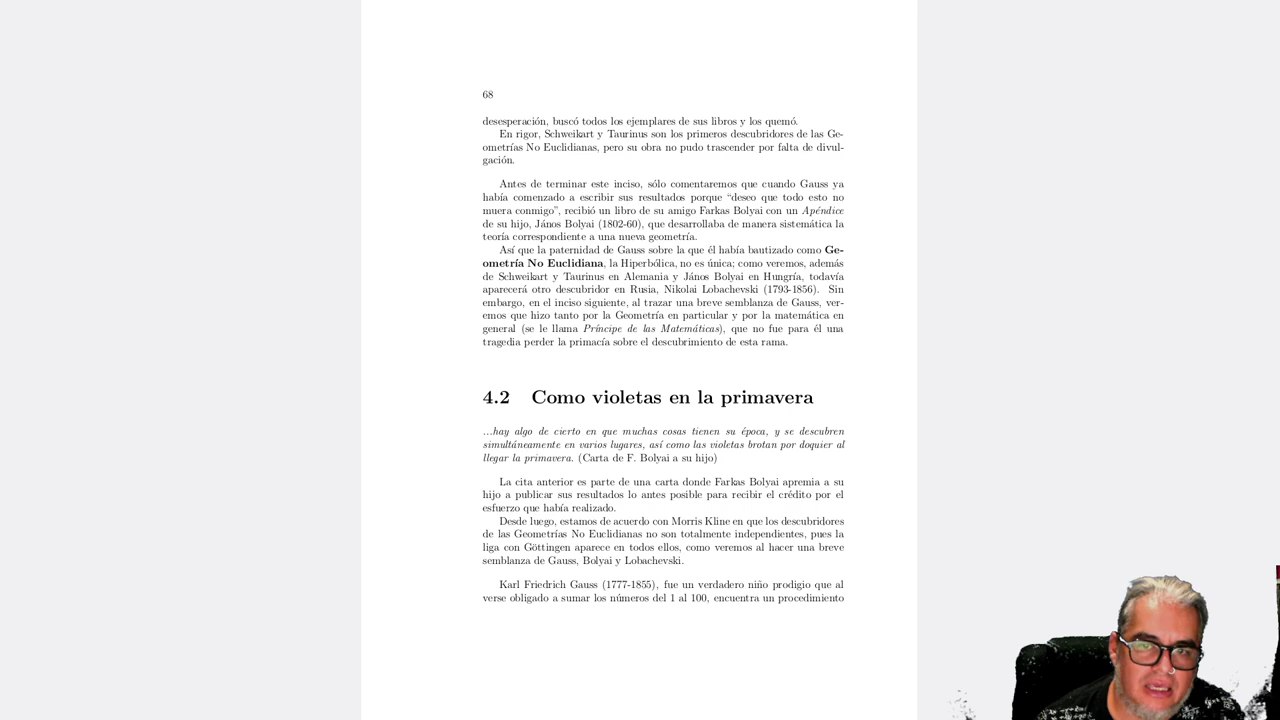 68
desesperación, buscó todos los ejemplares de sus libros y los quemó.
En rigor, Schweikart y Taurinus son los primeros descubridores de las Ge-
ometrías No Euclidianas, pero su obra no pudo trascender por falta de divul-
gación.
Antes de terminar este inciso, sólo comentaremos que cuando Gauss ya
había comenzado a escribir sus resultados porque “deseo que todo esto no
muera conmigo”, recibió un libro de su amigo Farkas Bolyai con un Apéndice
de su hijo, János Bolyai (1802-60), que desarrollaba de manera sistemática la
teoría correspondiente a una nueva geometría.
Así que la paternidad de Gauss sobre la que él había bautizado como Ge-
ometría No Euclidiana, la Hiperbólica, no es única; como veremos, además
de Schweikart y Taurinus en Alemania y János Bolyai en Hungría, todavía
aparecerá otro descubridor en Rusia, Nikolai Lobachevski (1793-1856). Sin
embargo, en el inciso siguiente, al trazar una breve semblanza de Gauss, ver-
emos que hizo tanto por la Geometría en particular y por la matemática en
general (se le llama Príncipe de las Matemáticas), que no fue para él una
tragedia perder la primacía sobre el descubrimiento de esta rama.
4.2 Como violetas en la primavera
...hay algo de cierto en que muchas cosas tienen su época, y se descubren
simultáneamente en varios lugares, así como las violetas brotan por doquier al
llegar la primavera. (Carta de F. Bolyai a su hijo)
La cita anterior es parte de una carta donde Farkas Bolyai apremia a su
hijo a publicar sus resultados lo antes posible para recibir el crédito por el
esfuerzo que había realizado.
Desde luego, estamos de acuerdo con Morris Kline en que los descubridores
de las Geometrías No Euclidianas no son totalmente independientes, pues la
liga con Göttingen aparece en todos ellos, como veremos al hacer una breve
semblanza de Gauss, Bolyai y Lobachevski.
Karl Friedrich Gauss (1777-1855), fue un verdadero niño prodigio que al
verse obligado a sumar los números del 1 al 100, encuentra un procedimiento